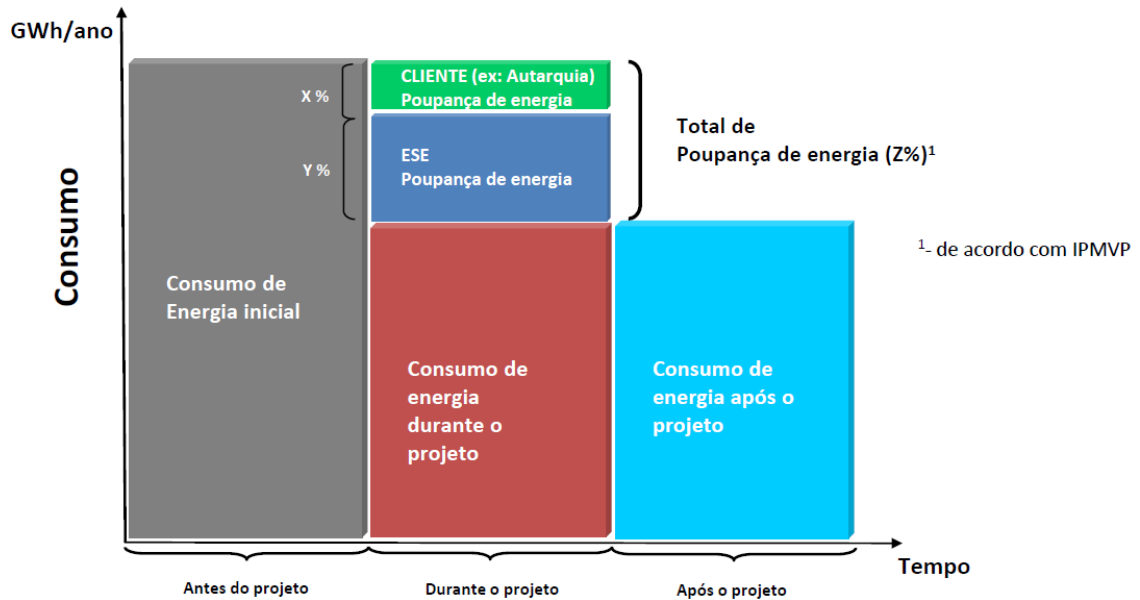 GWh/ano
Consumo
X %
Y %
CLIENTE (ex: Autarquia)
Poupança de energia
ESE
Poupança de energia
Total de
Poupança de energia (Z%)¹
¹- de acordo com IPMVP
Consumo de
Energia inicial
Consumo de
energia
durante o
projeto
Consumo de
energia após o
projeto
Tempo
Antes do projeto
Durante o projeto
Após o projeto